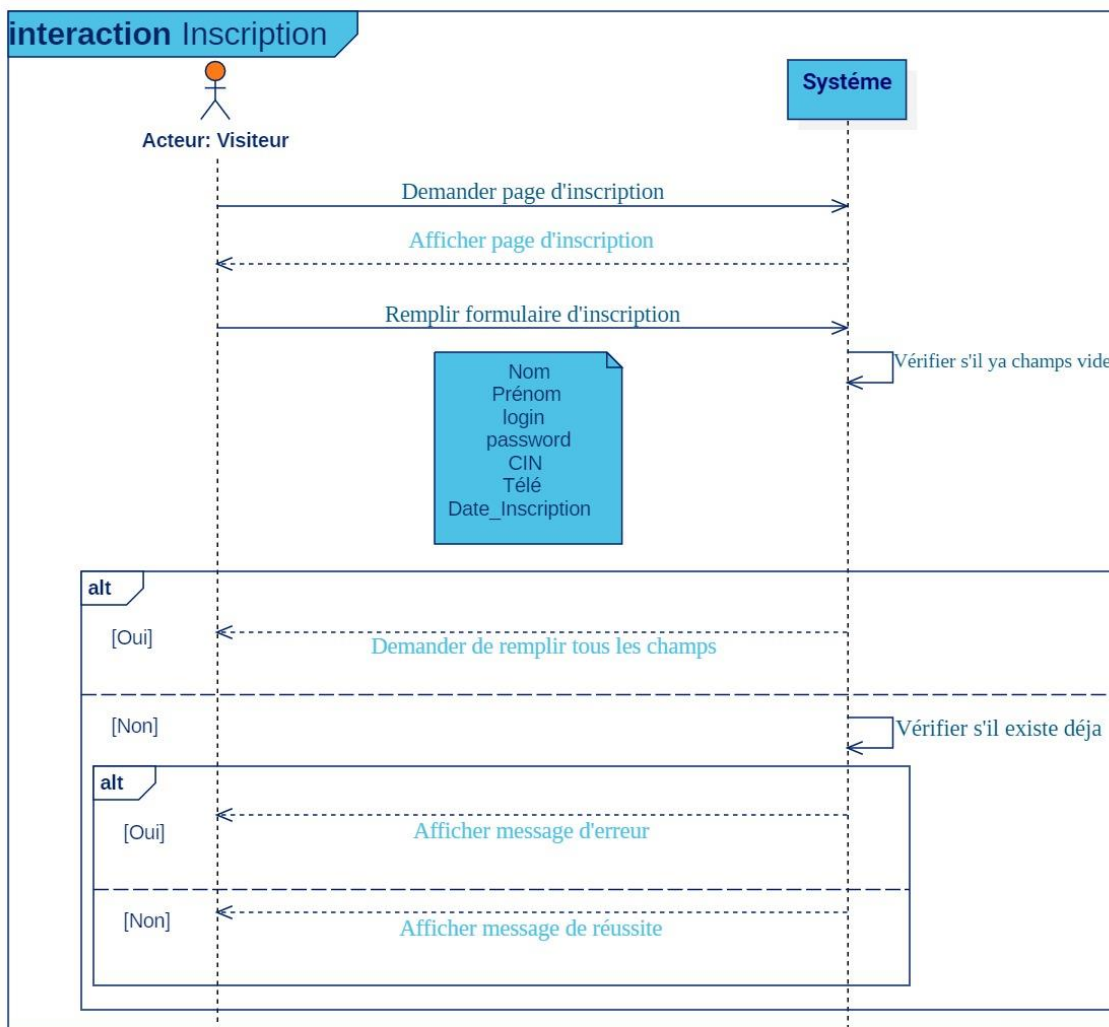 interaction Inscription
Systéme
Acteur: Visiteur
Demander page d'inscription
Afficher page d'inscription
Remplir formulaire d'inscription
Vérifier s'il ya champs vide
Nom
Prénom
login
password
CIN
Télé
Date_Inscription
alt
[Oui]
Demander de remplir tous les champs
[Non]
Vérifier s'il existe déja
alt
[Oui]
Afficher message d'erreur
[Non]
Afficher message de réussite